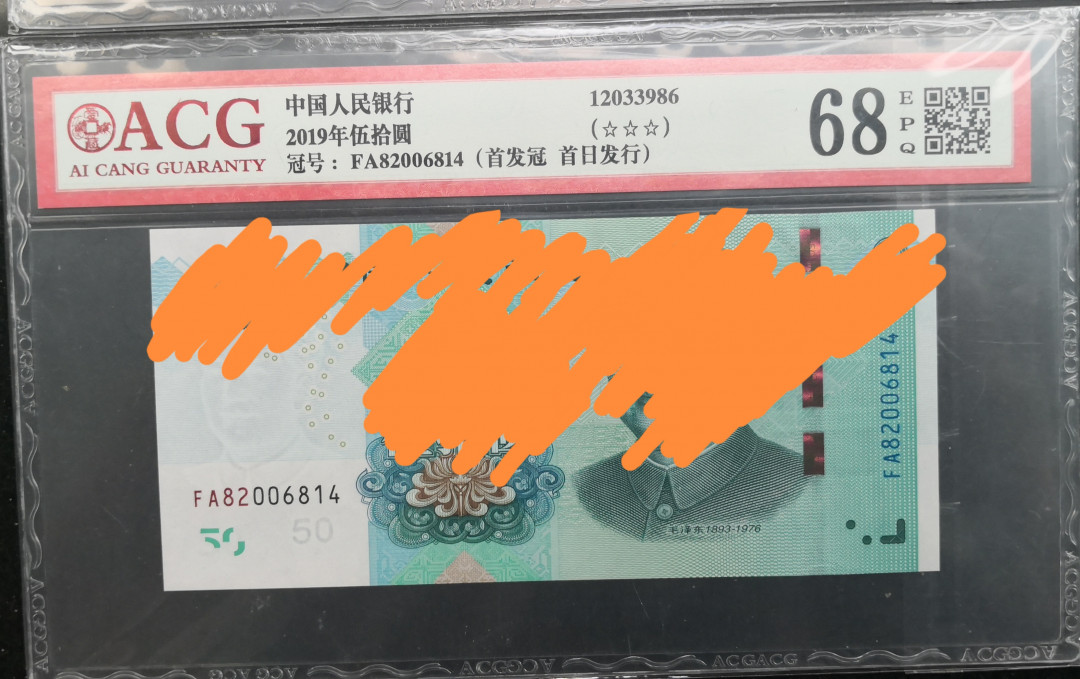 ACG
AI CANG GUARANTY
中国人民银行
2019年伍拾圆
冠号：FA82006814（首发冠 首日发行）
12033986
(☆☆☆)
68
EPQ
FA82006814
50
50
毛泽东1893-1976
FA82006814
ACGACG